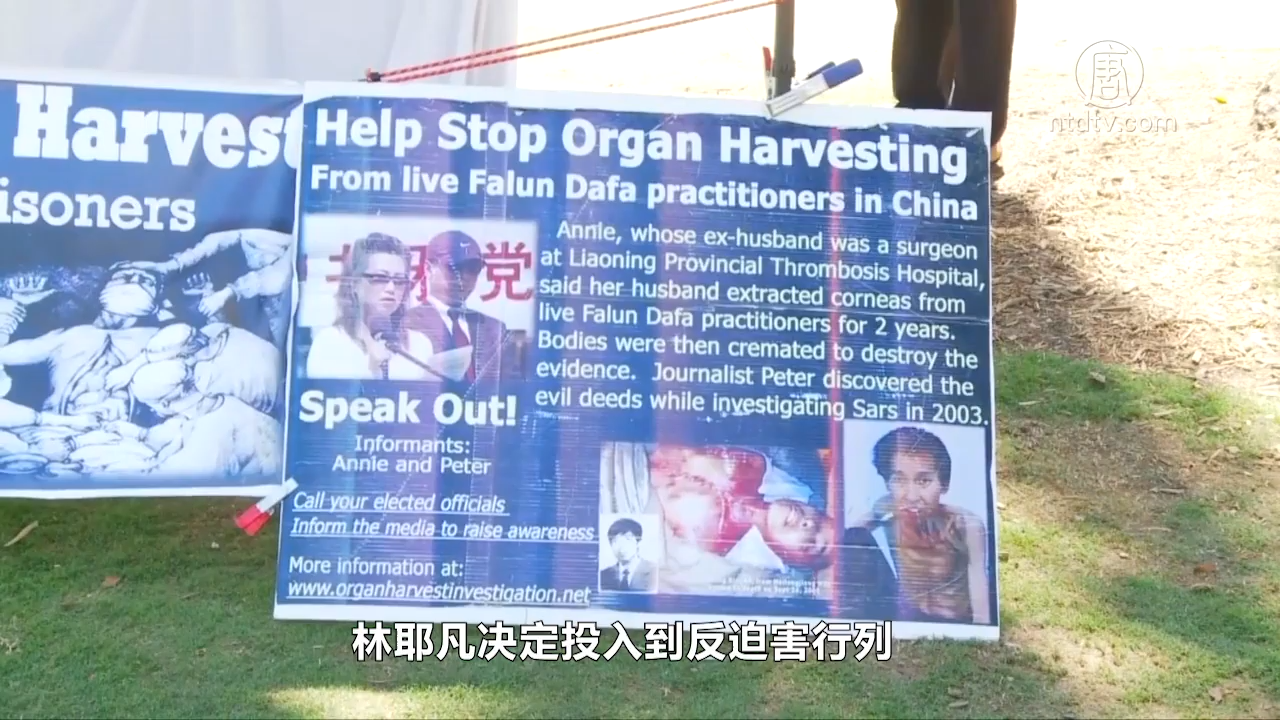 唐
ntdtv.com
Harvest
isoners
Help Stop Organ Harvesting
From live Falun Dafa practitioners in China
党
Annie, whose ex-husband was a surgeon
at Liaoning Provincial Thrombosis Hospital,
said her husband extracted corneas from
live Falun Dafa practitioners for 2 years.
Bodies were then cremated to destroy the
evidence. Journalist Peter discovered the
evil deeds while investigating Sars in 2003.
Speak Out!
Informants:
Annie and Peter
Call your elected officials
Inform the media to raise awareness
More information at:
www.organharvestinvestigation.net
林耶凡决定投入到反迫害行列